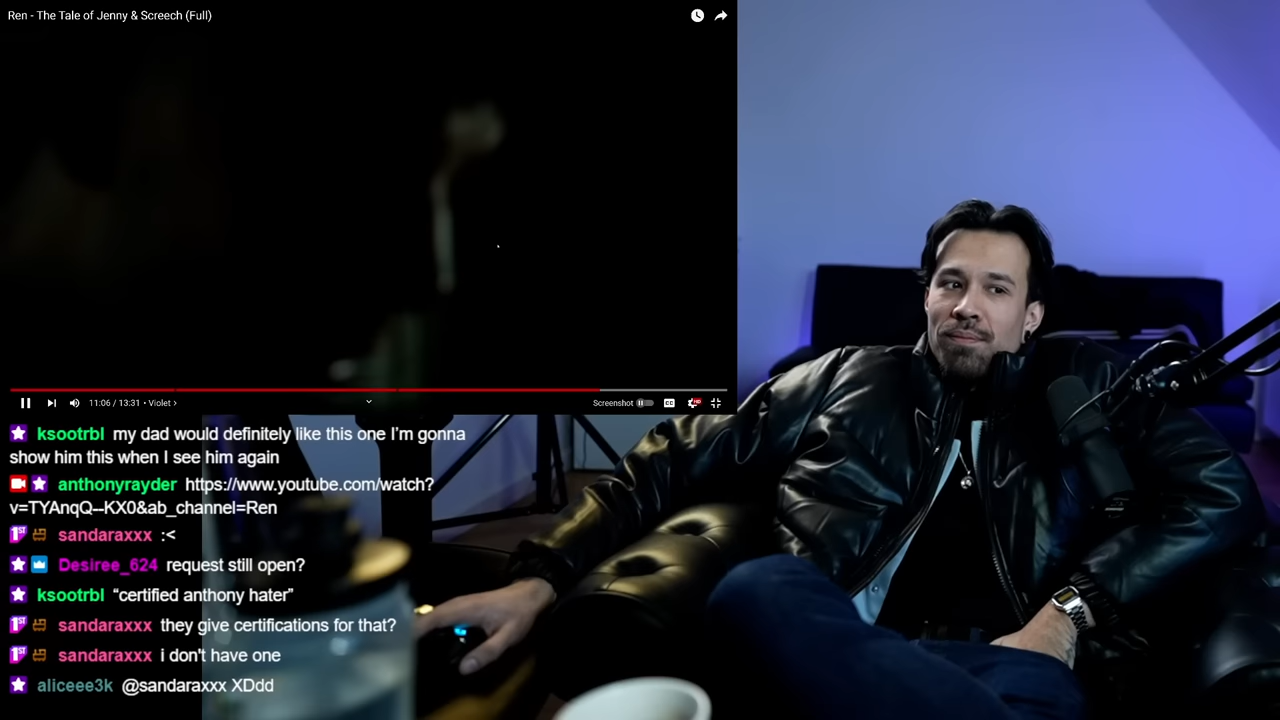 Ren - The Tale of Jenny & Screech (Full)
11:06 / 13:31 • Violet ›
Screenshot
ksootrbl my dad would definitely like this one I'm gonna
show him this when I see him again
anthonyrayder https://www.youtube.com/watch?
v=TYAnqQ--KX0&ab_channel=Ren
sandaraxxx :<
Desiree_624 request still open?
ksootrbl “certified anthony hater”
sandaraxxx they give certifications for that?
sandaraxxx i don't have one
aliceee3k @sandaraxxx XDdd